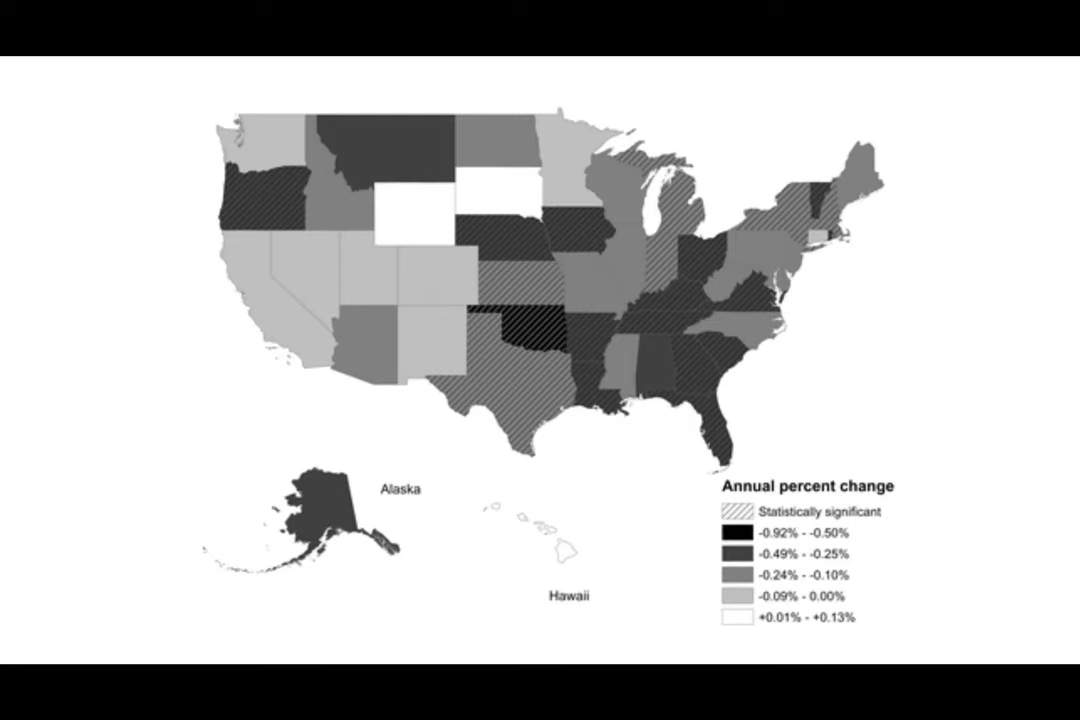 Alaska
Hawaii
Annual percent change
Statistically significant
-0.92% - -0.50%
-0.49% - -0.25%
-0.24% - -0.10%
-0.09% - 0.00%
+0.01% - +0.13%